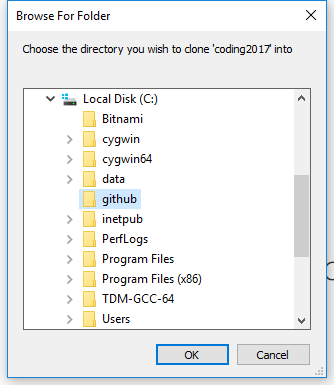 Browse For Folder
Choose the directory you wish to clone 'coding2017' into
Local Disk (C:)
Bitnami
cygwin
cygwin64
data
github
inetpub
PerfLogs
Program Files
Program Files (x86)
TDM-GCC-64
Users
OK Cancel